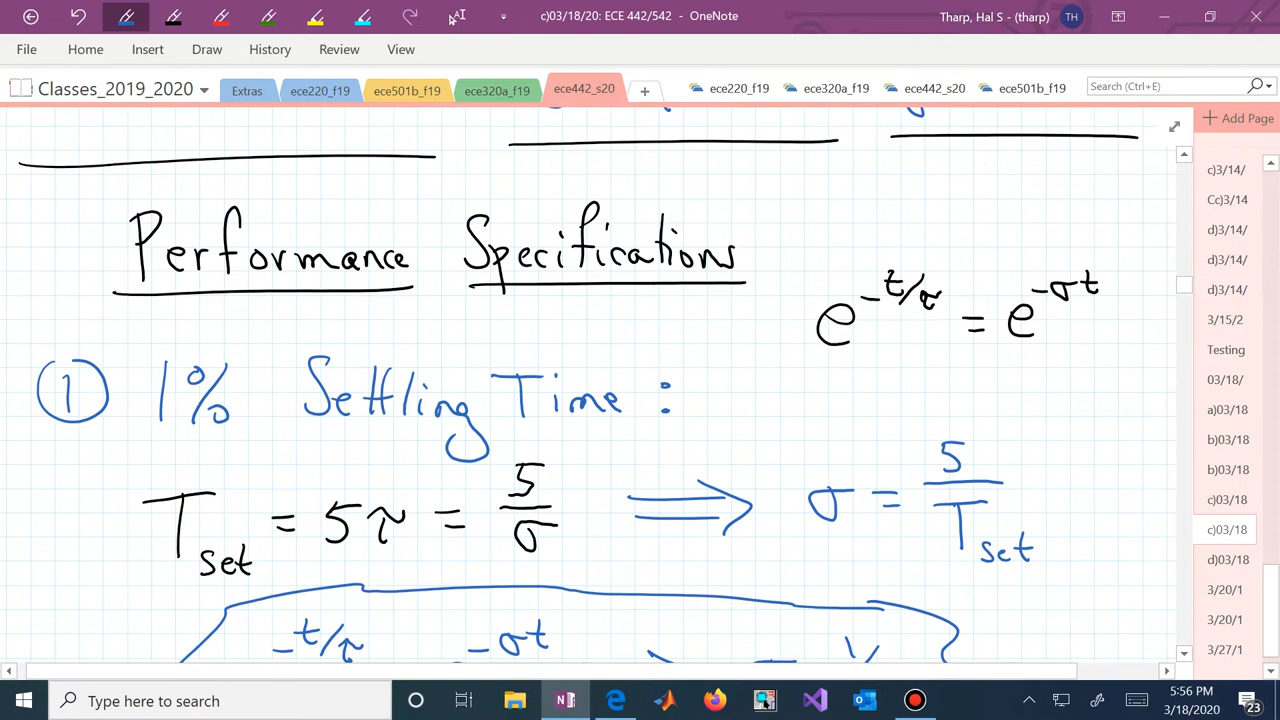 c)03/18/20: ECE 442/542 - OneNote
Tharp, Hal S - (tharp) TH
File Home Insert Draw History Review View
Classes_2019_2020 Extras ece220_f19 ece501b_f19 ece320a_f19 ece442_s20 + ece220_f19 ece320a_f19 ece442_s20 ece501b_f19 Search (Ctrl+E)
+ Add Page
c)3/14/
Cc)3/14
d)3/14/
d)3/14/
d)3/14/
3/15/2
Testing
03/18/
a)03/18
b)03/18
b)03/18
c)03/18
c)03/18
d)03/18
3/20/1
3/20/1
3/27/1
Performance Specifications
e^{-t/τ} = e^{-σt}
① 1% Settling Time :
T_set = 5τ = 5/σ ⟹ σ = 5/T_set
-t/τ -σt
Type here to search
5:56 PM
3/18/2020
23